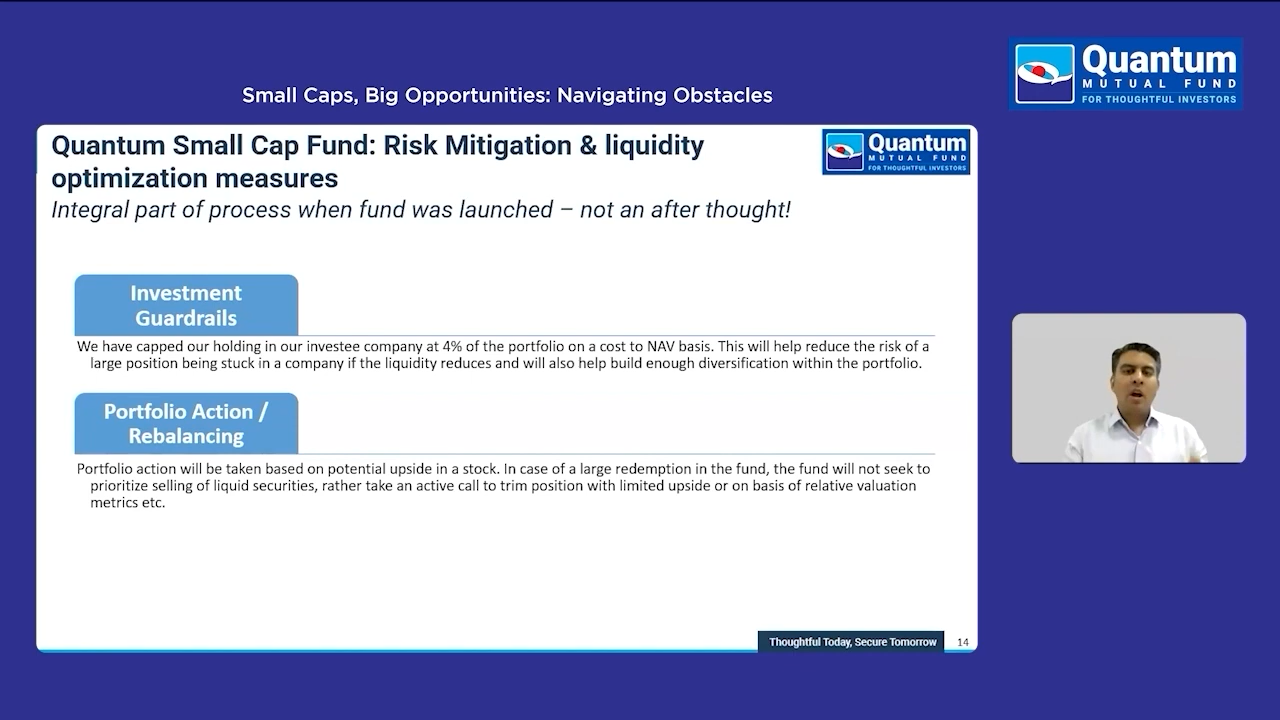 Small Caps, Big Opportunities: Navigating Obstacles
Quantum
MUTUAL FUND
FOR THOUGHTFUL INVESTORS
Quantum Small Cap Fund: Risk Mitigation & liquidity
optimization measures
Integral part of process when fund was launched – not an after thought!
Quantum
MUTUAL FUND
FOR THOUGHTFUL INVESTORS
Investment
Guardrails
We have capped our holding in our investee company at 4% of the portfolio on a cost to NAV basis. This will help reduce the risk of a
large position being stuck in a company if the liquidity reduces and will also help build enough diversification within the portfolio.
Portfolio Action /
Rebalancing
Portfolio action will be taken based on potential upside in a stock. In case of a large redemption in the fund, the fund will not seek to
prioritize selling of liquid securities, rather take an active call to trim position with limited upside or on basis of relative valuation
metrics etc.
Thoughtful Today, Secure Tomorrow
14